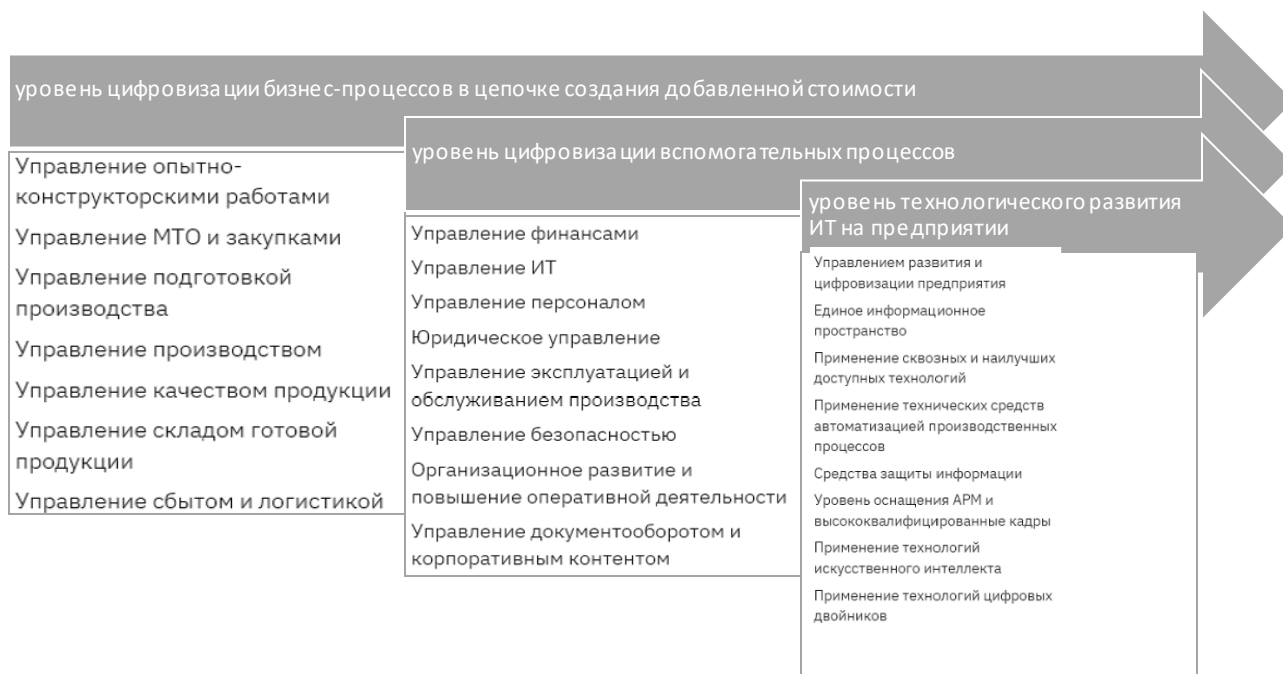 уровень цифровизации бизнес-процессов в цепочке создания добавленной стоимости
Управление опытно-
конструкторскими работами
Управление МТО и закупками
Управление подготовкой
производства
Управление производством
Управление качеством продукции
Управление складом готовой
продукции
Управление сбытом и логистикой
уровень цифровизации вспомогательных процессов
Управление финансами
Управление ИТ
Управление персоналом
Юридическое управление
Управление эксплуатацией и
обслуживанием производства
Управление безопасностью
Организационное развитие и
повышение оперативной деятельности
Управление документооборотом и
корпоративным контентом
уровень технологического развития
ИТ на предприятии
Управлением развития и
цифровизации предприятия
Единое информационное
пространство
Применение сквозных и наилучших
доступных технологий
Применение технических средств
автоматизацией производственных
процессов
Средства защиты информации
Уровень оснащения АРМ и
высококвалифицированные кадры
Применение технологий
искусственного интеллекта
Применение технологий цифровых
двойников